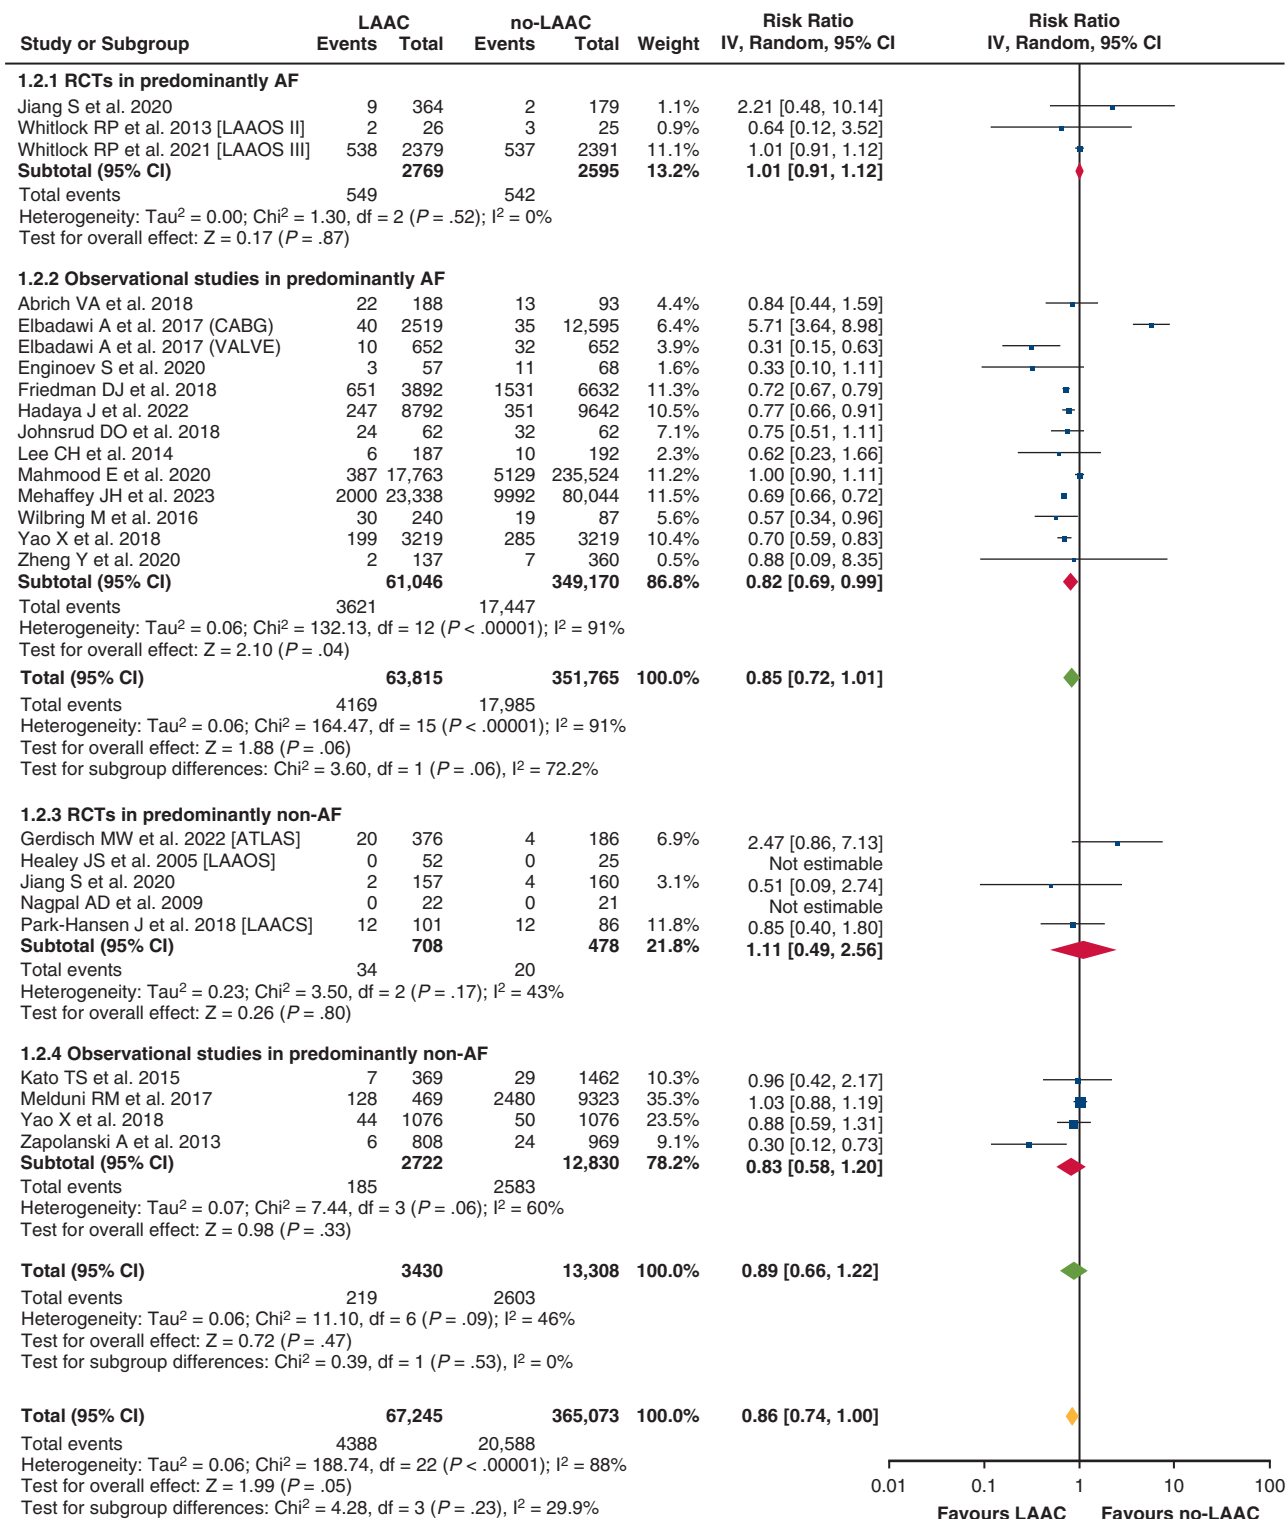 LAAC no-LAAC Risk Ratio Risk Ratio
Study or Subgroup Events Total Events Total Weight IV, Random, 95% CI IV, Random, 95% CI
1.2.1 RCTs in predominantly AF
Jiang S et al. 2020 9 364 2 179 1.1% 2.21 [0.48, 10.14]
Whitlock RP et al. 2013 [LAAOS II] 2 26 3 25 0.9% 0.64 [0.12, 3.52]
Whitlock RP et al. 2021 [LAAOS III] 538 2379 537 2391 11.1% 1.01 [0.91, 1.12]
Subtotal (95% CI) 2769 2595 13.2% 1.01 [0.91, 1.12]
Total events 549 542
Heterogeneity: Tau² = 0.00; Chi² = 1.30, df = 2 (P = .52); I² = 0%
Test for overall effect: Z = 0.17 (P = .87)
1.2.2 Observational studies in predominantly AF
Abrich VA et al. 2018 22 188 13 93 4.4% 0.84 [0.44, 1.59]
Elbadawi A et al. 2017 (CABG) 40 2519 35 12,595 6.4% 5.71 [3.64, 8.98]
Elbadawi A et al. 2017 (VALVE) 10 652 32 652 3.9% 0.31 [0.15, 0.63]
Enginoev S et al. 2020 3 57 11 68 1.6% 0.33 [0.10, 1.11]
Friedman DJ et al. 2018 651 3892 1531 6632 11.3% 0.72 [0.67, 0.79]
Hadaya J et al. 2022 247 8792 351 9642 10.5% 0.77 [0.66, 0.91]
Johnsrud DO et al. 2018 24 62 32 62 7.1% 0.75 [0.51, 1.11]
Lee CH et al. 2014 6 187 10 192 2.3% 0.62 [0.23, 1.66]
Mahmood E et al. 2020 387 17,763 5129 235,524 11.2% 1.00 [0.90, 1.11]
Mehaffey JH et al. 2023 2000 23,338 9992 80,044 11.5% 0.69 [0.66, 0.72]
Wilbring M et al. 2016 30 240 19 87 5.6% 0.57 [0.34, 0.96]
Yao X et al. 2018 199 3219 285 3219 10.4% 0.70 [0.59, 0.83]
Zheng Y et al. 2020 2 137 7 360 0.5% 0.88 [0.09, 8.35]
Subtotal (95% CI) 61,046 349,170 86.8% 0.82 [0.69, 0.99]
Total events 3621 17,447
Heterogeneity: Tau² = 0.06; Chi² = 132.13, df = 12 (P < .00001); I² = 91%
Test for overall effect: Z = 2.10 (P = .04)
Total (95% CI) 63,815 351,765 100.0% 0.85 [0.72, 1.01]
Total events 4169 17,985
Heterogeneity: Tau² = 0.06; Chi² = 164.47, df = 15 (P < .00001); I² = 91%
Test for overall effect: Z = 1.88 (P = .06)
Test for subgroup differences: Chi² = 3.60, df = 1 (P = .06), I² = 72.2%
1.2.3 RCTs in predominantly non-AF
Gerdisch MW et al. 2022 [ATLAS] 20 376 4 186 6.9% 2.47 [0.86, 7.13]
Healey JS et al. 2005 [LAAOS] 0 52 0 25 Not estimable
Jiang S et al. 2020 2 157 4 160 3.1% 0.51 [0.09, 2.74]
Nagpal AD et al. 2009 0 22 0 21 Not estimable
Park-Hansen J et al. 2018 [LAACS] 12 101 12 86 11.8% 0.85 [0.40, 1.80]
Subtotal (95% CI) 708 478 21.8% 1.11 [0.49, 2.56]
Total events 34 20
Heterogeneity: Tau² = 0.23; Chi² = 3.50, df = 2 (P = .17); I² = 43%
Test for overall effect: Z = 0.26 (P = .80)
1.2.4 Observational studies in predominantly non-AF
Kato TS et al. 2015 7 369 29 1462 10.3% 0.96 [0.42, 2.17]
Melduni RM et al. 2017 128 469 2480 9323 35.3% 1.03 [0.88, 1.19]
Yao X et al. 2018 44 1076 50 1076 23.5% 0.88 [0.59, 1.31]
Zapolanski A et al. 2013 6 808 24 969 9.1% 0.30 [0.12, 0.73]
Subtotal (95% CI) 2722 12,830 78.2% 0.83 [0.58, 1.20]
Total events 185 2583
Heterogeneity: Tau² = 0.07; Chi² = 7.44, df = 3 (P = .06); I² = 60%
Test for overall effect: Z = 0.98 (P = .33)
Total (95% CI) 3430 13,308 100.0% 0.89 [0.66, 1.22]
Total events 219 2603
Heterogeneity: Tau² = 0.06; Chi² = 11.10, df = 6 (P = .09); I² = 46%
Test for overall effect: Z = 0.72 (P = .47)
Test for subgroup differences: Chi² = 0.39, df = 1 (P = .53), I² = 0%
Total (95% CI) 67,245 365,073 100.0% 0.86 [0.74, 1.00]
Total events 4388 20,588
Heterogeneity: Tau² = 0.06; Chi² = 188.74, df = 22 (P < .00001); I² = 88%
Test for overall effect: Z = 1.99 (P = .05)
Test for subgroup differences: Chi² = 4.28, df = 3 (P = .23), I² = 29.9%
0.01 0.1 1 10 100
Favours LAAC Favours no-LAAC